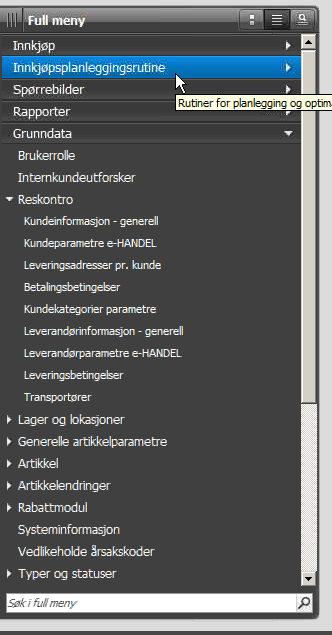 Full meny
Innkjøp
Innkjøpsplanleggingsrutine
Spørrebilder
Rutiner for planlegging og optima
Rapporter
Grunndata
Brukerrolle
Internkundeutforsker
Reskontro
Kundeinformasjon - generell
Kundeparametre e-HANDEL
Leveringsadresser pr. kunde
Betalingsbetingelser
Kundekategorier parametre
Leverandørinformasjon - generell
Leverandørparametre e-HANDEL
Leveringsbetingelser
Transportører
Lager og lokasjoner
Generelle artikkelparametre
Artikkel
Artikkelendringer
Rabattmodul
Systeminformasjon
Vedlikeholde årsakskoder
Typer og statuser
Søk i full meny